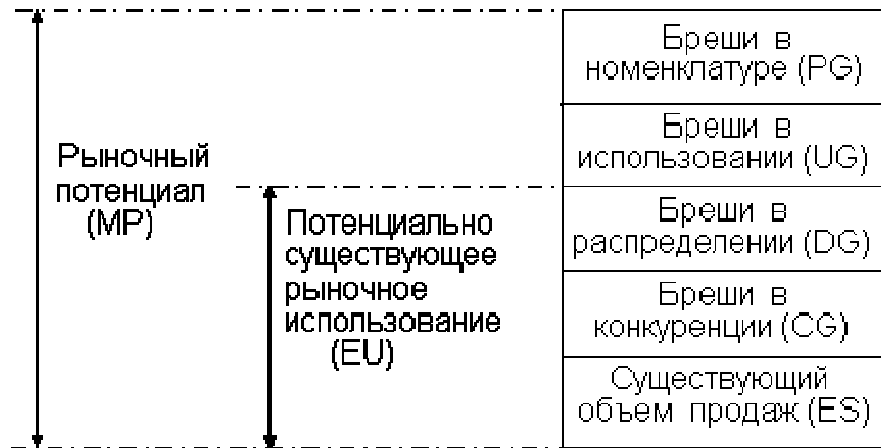 Рыночный
потенциал
(MP)
Потенциально
существующее
рыночное
использование
(EU)
Бреши в
номенклатуре (PG)
Бреши в
использовании (UG)
Бреши в
распределении (DG)
Бреши в
конкуренции (CG)
Существующий
объем продаж (ES)